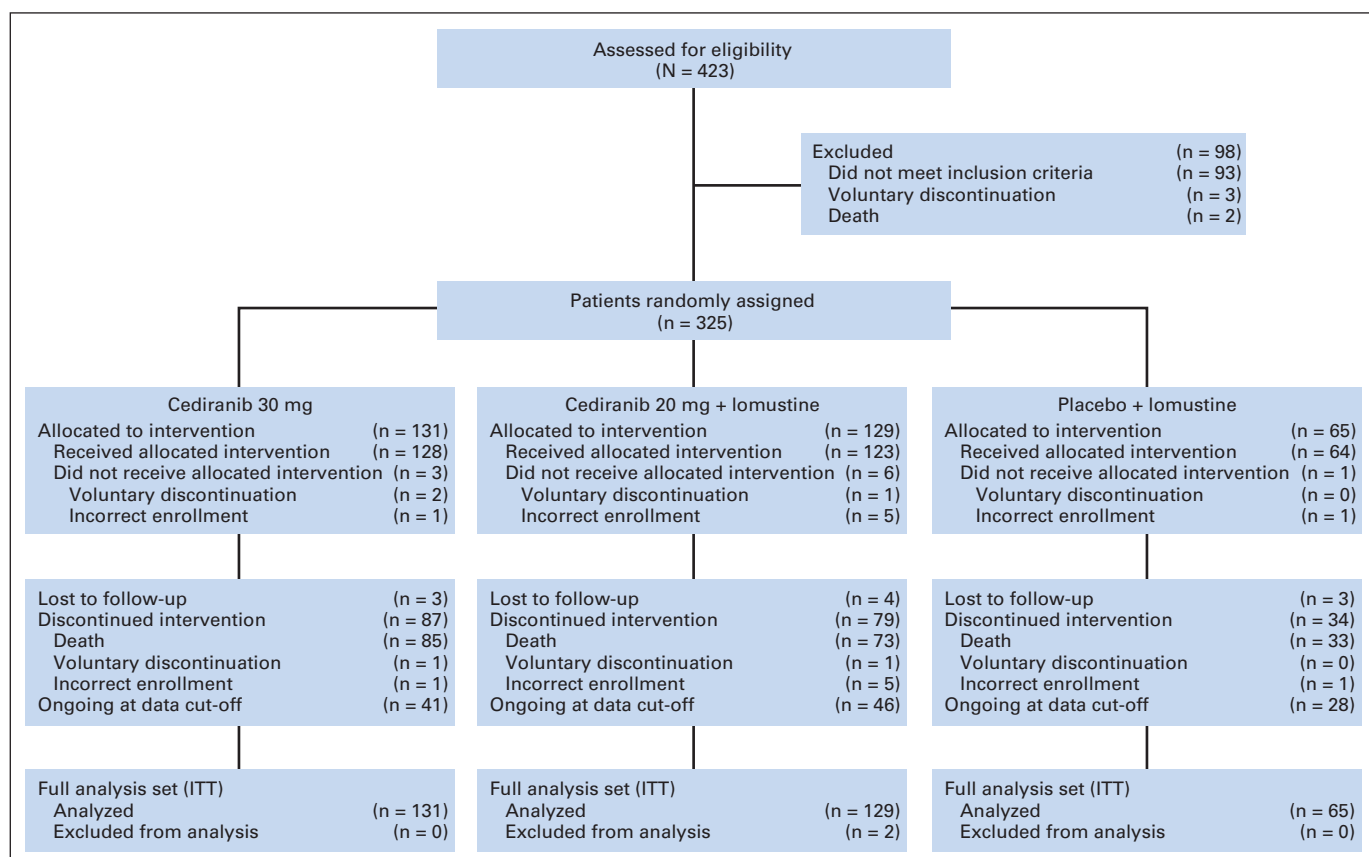 Assessed for eligibility
(N = 423)
Excluded (n = 98)
Did not meet inclusion criteria (n = 93)
Voluntary discontinuation (n = 3)
Death (n = 2)
Patients randomly assigned
(n = 325)
Cediranib 30 mg
Allocated to intervention (n = 131)
Received allocated intervention (n = 128)
Did not receive allocated intervention (n = 3)
Voluntary discontinuation (n = 2)
Incorrect enrollment (n = 1)
Cediranib 20 mg + lomustine
Allocated to intervention (n = 129)
Received allocated intervention (n = 123)
Did not receive allocated intervention (n = 6)
Voluntary discontinuation (n = 1)
Incorrect enrollment (n = 5)
Placebo + lomustine
Allocated to intervention (n = 65)
Received allocated intervention (n = 64)
Did not receive allocated intervention (n = 1)
Voluntary discontinuation (n = 0)
Incorrect enrollment (n = 1)
Lost to follow-up (n = 3)
Discontinued intervention (n = 87)
Death (n = 85)
Voluntary discontinuation (n = 1)
Incorrect enrollment (n = 1)
Ongoing at data cut-off (n = 41)
Lost to follow-up (n = 4)
Discontinued intervention (n = 79)
Death (n = 73)
Voluntary discontinuation (n = 1)
Incorrect enrollment (n = 5)
Ongoing at data cut-off (n = 46)
Lost to follow-up (n = 3)
Discontinued intervention (n = 34)
Death (n = 33)
Voluntary discontinuation (n = 0)
Incorrect enrollment (n = 1)
Ongoing at data cut-off (n = 28)
Full analysis set (ITT)
Analyzed (n = 131)
Excluded from analysis (n = 0)
Full analysis set (ITT)
Analyzed (n = 129)
Excluded from analysis (n = 2)
Full analysis set (ITT)
Analyzed (n = 65)
Excluded from analysis (n = 0)